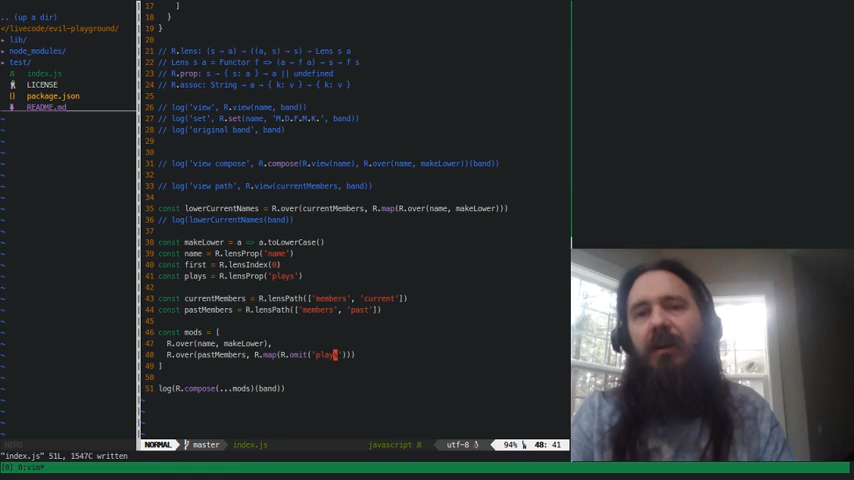 .. (up a dir)
</livecode/evil-playground/
▸ lib/
▸ node_modules/
▸ test/
index.js
LICENSE
package.json
README.md
17 ]
18 }
19 }
20
21 // R.lens: (s → a) → ((a, s) → s) → Lens s a
22 // Lens s a = Functor f => (a → f a) → s → f s
23 // R.prop: s → { s: a } → a || undefined
24 // R.assoc: String → a → { k: v } → { k: v }
25
26 // log('view', R.view(name, band))
27 // log('set', R.set(name, 'M.D.F.M.K.', band))
28 // log('original band', band)
29
30
31 // log('view compose', R.compose(R.view(name), R.over(name, makeLower))(band))
32
33 // log('view path', R.view(currentMembers, band))
34
35 const lowerCurrentNames = R.over(currentMembers, R.map(R.over(name, makeLower)))
36 // log(lowerCurrentNames(band))
37
38 const makeLower = a => a.toLowerCase()
39 const name = R.lensProp('name')
40 const first = R.lensIndex(0)
41 const plays = R.lensProp('plays')
42
43 const currentMembers = R.lensPath(['members', 'current'])
44 const pastMembers = R.lensPath(['members', 'past'])
45
46 const mods = [
47 R.over(name, makeLower),
48 R.over(pastMembers, R.map(R.omit('plays')))
49 ]
50
51 log(R.compose(...mods)(band))
NERD
NORMAL master index.js javascript utf-8 94% 48: 41
"index.js" 51L, 1547C written
[0] 0:vim*